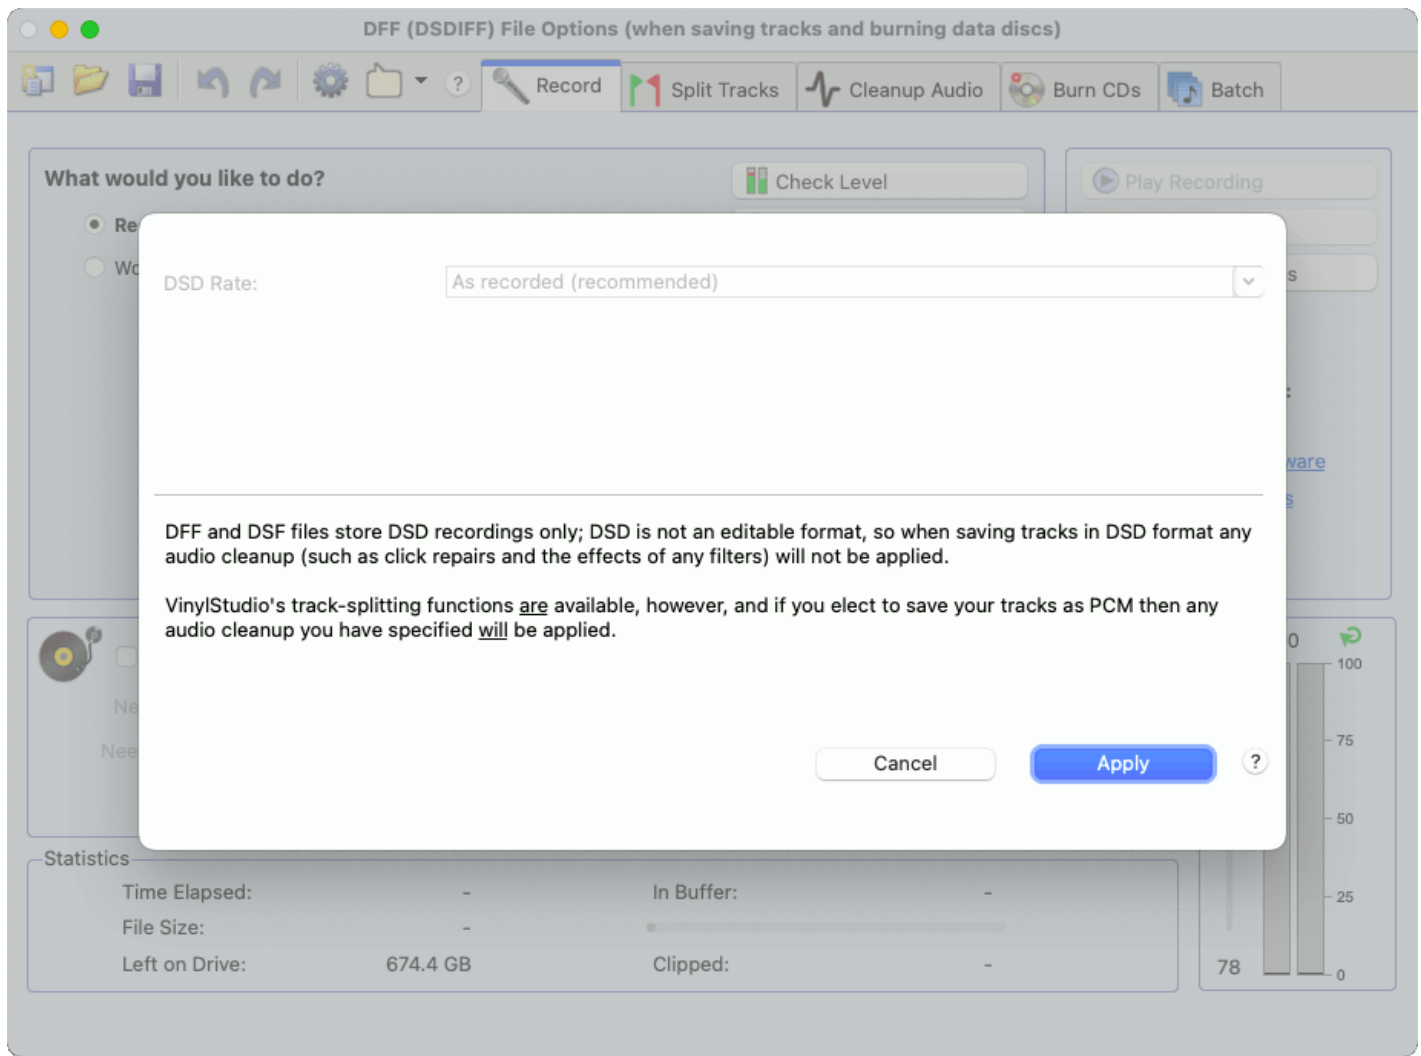 DFF (DSDIFF) File Options (when saving tracks and burning data discs)
?
Record
Split Tracks
Cleanup Audio
Burn CDs
Batch
What would you like to do?
Check Level
Play Recording
DSD Rate:
As recorded (recommended)
DFF and DSF files store DSD recordings only; DSD is not an editable format, so when saving tracks in DSD format any
audio cleanup (such as click repairs and the effects of any filters) will not be applied.
VinylStudio's track-splitting functions are available, however, and if you elect to save your tracks as PCM then any
audio cleanup you have specified will be applied.
Cancel
Apply
?
0
100
75
50
25
0
78
Statistics
Time Elapsed: -
In Buffer: -
File Size: -
Left on Drive: 674.4 GB
Clipped: -